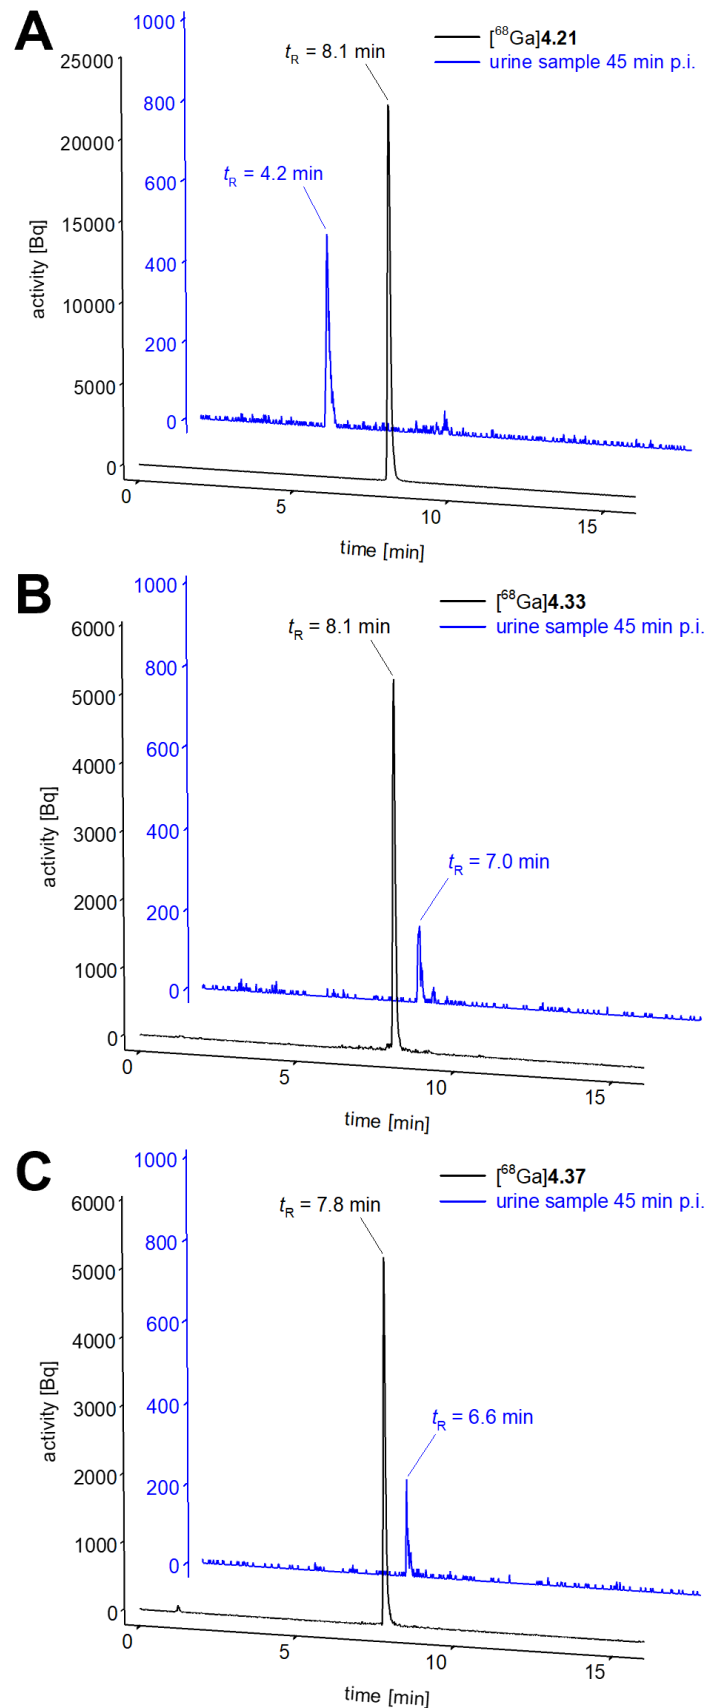 A
[⁶⁸Ga]4.21
urine sample 45 min p.i.
tR = 8.1 min
tR = 4.2 min
1000
800
600
400
200
0
25000
20000
15000
10000
5000
0
activity [Bq]
0
5
10
15
time [min]
B
[⁶⁸Ga]4.33
urine sample 45 min p.i.
tR = 8.1 min
tR = 7.0 min
1000
800
600
400
200
0
6000
5000
4000
3000
2000
1000
0
activity [Bq]
0
5
10
15
time [min]
C
[⁶⁸Ga]4.37
urine sample 45 min p.i.
tR = 7.8 min
tR = 6.6 min
1000
800
600
400
200
0
6000
5000
4000
3000
2000
1000
0
activity [Bq]
0
5
10
15
time [min]